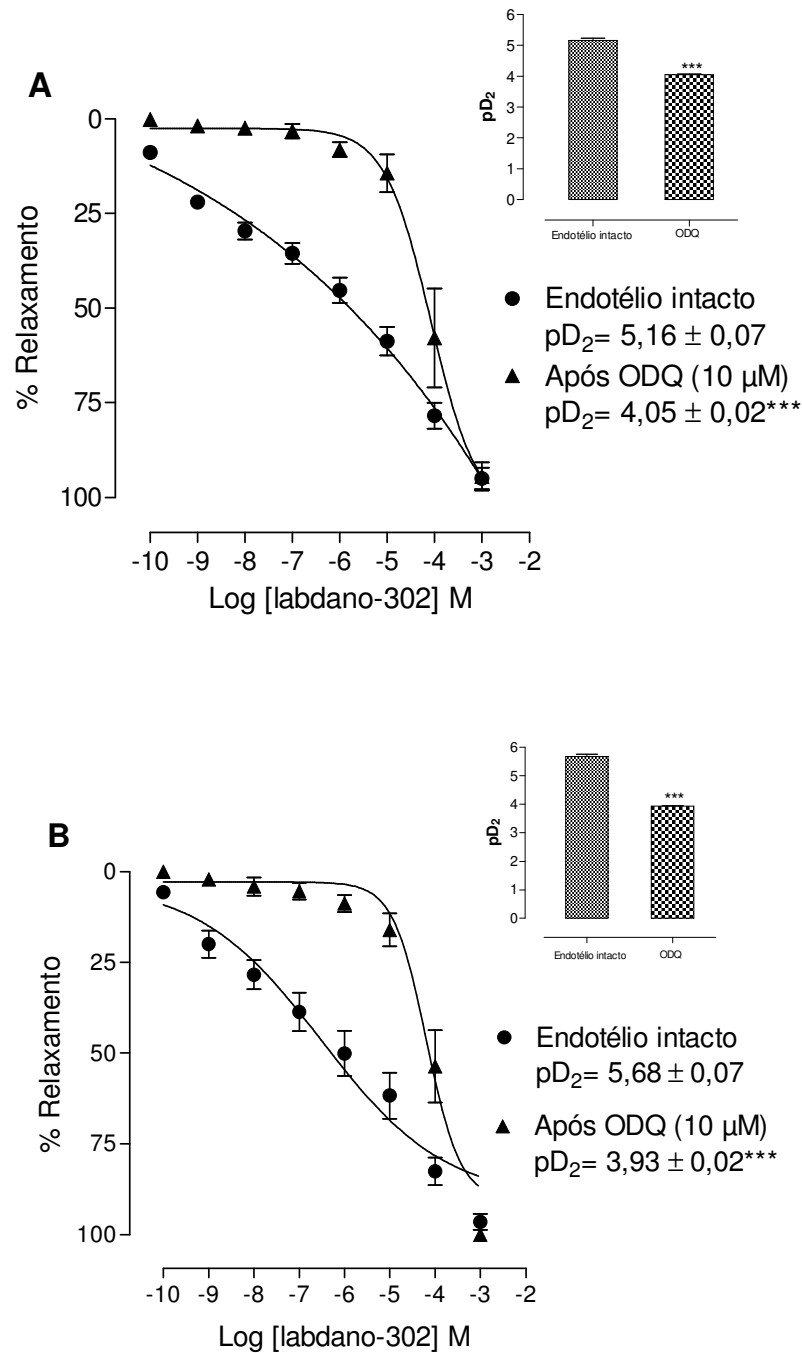 A
6
5
4
3
2
1
0
pD2
***
Endotélio intacto
ODQ
0
25
50
75
100
% Relaxamento
-10 -9 -8 -7 -6 -5 -4 -3 -2
Log [labdano-302] M
Endotélio intacto
pD2= 5,16 ± 0,07
Após ODQ (10 µM)
pD2= 4,05 ± 0,02***
B
6
5
4
3
2
1
0
pD2
***
Endotélio intacto
ODQ
0
25
50
75
100
% Relaxamento
-10 -9 -8 -7 -6 -5 -4 -3 -2
Log [labdano-302] M
Endotélio intacto
pD2= 5,68 ± 0,07
Após ODQ (10 µM)
pD2= 3,93 ± 0,02***